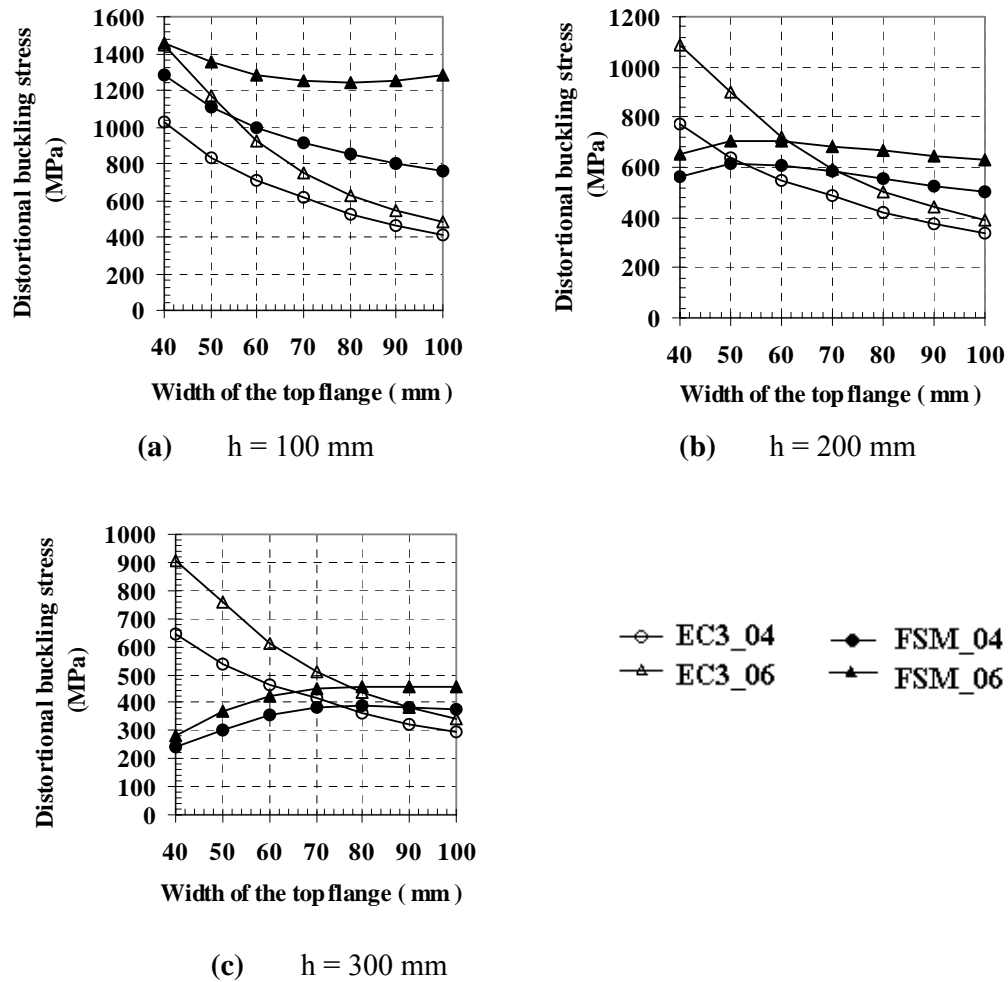 Distortional buckling stress
(MPa)
1600
1400
1200
1000
800
600
400
200
0
40 50 60 70 80 90 100
Width of the top flange ( mm )
(a) h = 100 mm
Distortional buckling stress
(MPa)
1200
1000
800
600
400
200
0
40 50 60 70 80 90 100
Width of the top flange ( mm )
(b) h = 200 mm
Distortional buckling stress
(MPa)
1000
900
800
700
600
500
400
300
200
100
0
40 50 60 70 80 90 100
Width of the top flange ( mm )
(c) h = 300 mm
EC3_04 FSM_04
EC3_06 FSM_06